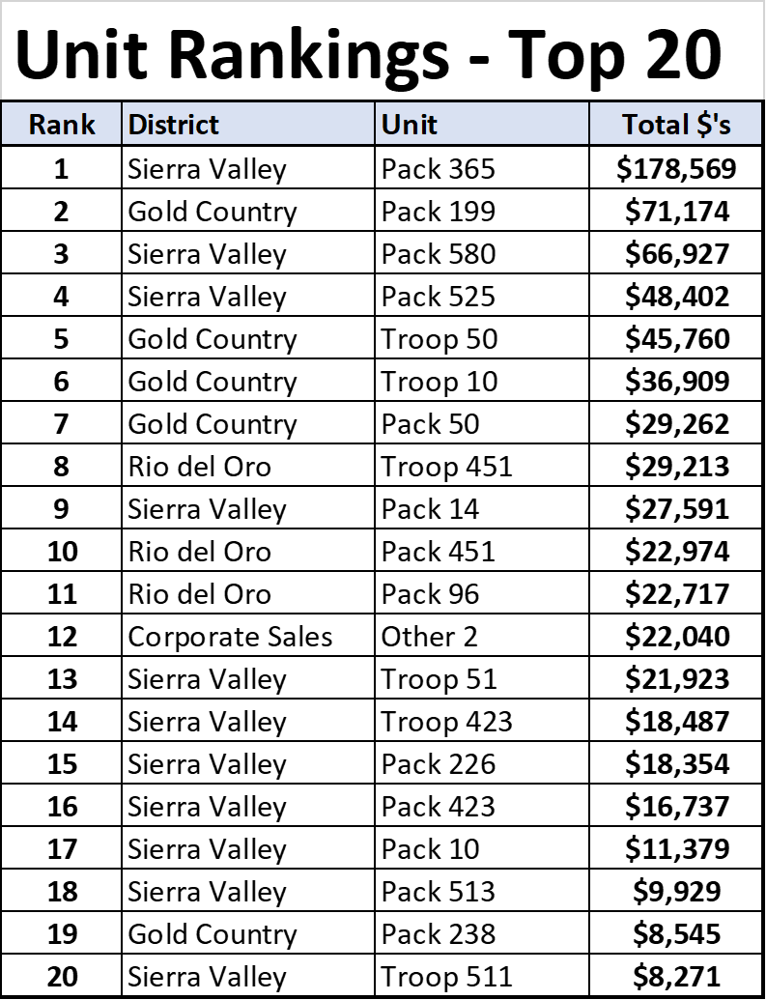 Unit Rankings - Top 20
Rank District Unit Total $'s
1 Sierra Valley Pack 365 $178,569
2 Gold Country Pack 199 $71,174
3 Sierra Valley Pack 580 $66,927
4 Sierra Valley Pack 525 $48,402
5 Gold Country Troop 50 $45,760
6 Gold Country Troop 10 $36,909
7 Gold Country Pack 50 $29,262
8 Rio del Oro Troop 451 $29,213
9 Sierra Valley Pack 14 $27,591
10 Rio del Oro Pack 451 $22,974
11 Rio del Oro Pack 96 $22,717
12 Corporate Sales Other 2 $22,040
13 Sierra Valley Troop 51 $21,923
14 Sierra Valley Troop 423 $18,487
15 Sierra Valley Pack 226 $18,354
16 Sierra Valley Pack 423 $16,737
17 Sierra Valley Pack 10 $11,379
18 Sierra Valley Pack 513 $9,929
19 Gold Country Pack 238 $8,545
20 Sierra Valley Troop 511 $8,271